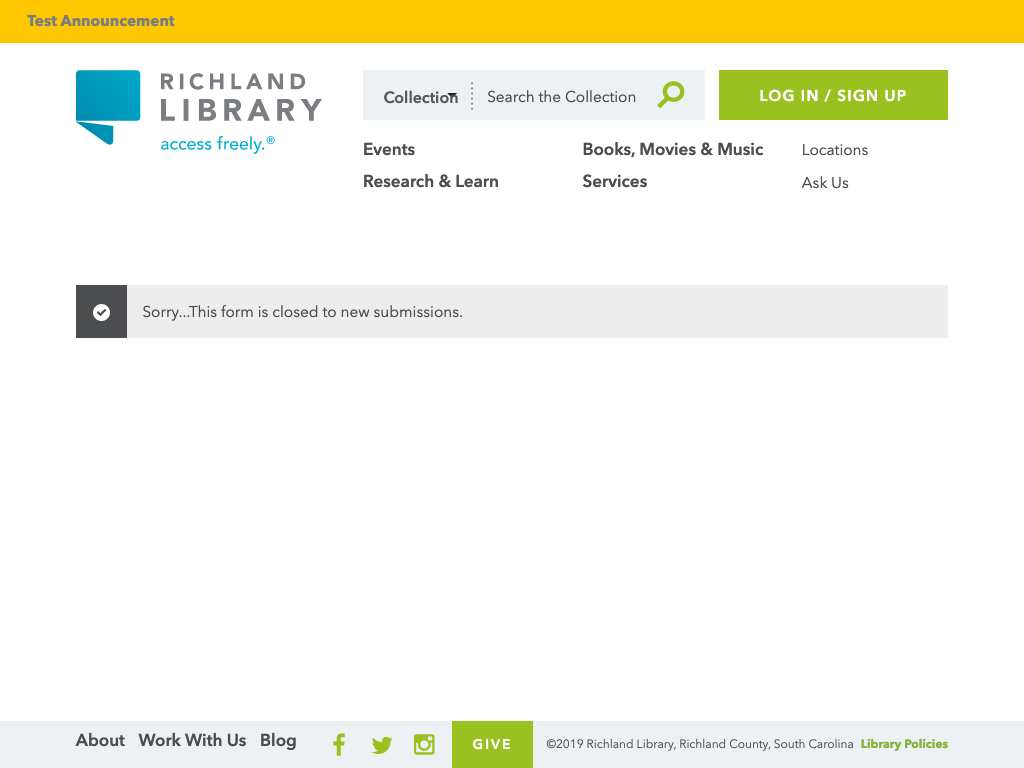 Test Announcement
RICHLAND
LIBRARY
access freely.®
Collection
Search the Collection
LOG IN / SIGN UP
Events
Books, Movies & Music
Locations
Research & Learn
Services
Ask Us
Sorry...This form is closed to new submissions.
About Work With Us Blog
GIVE
©2019 Richland Library, Richland County, South Carolina Library Policies